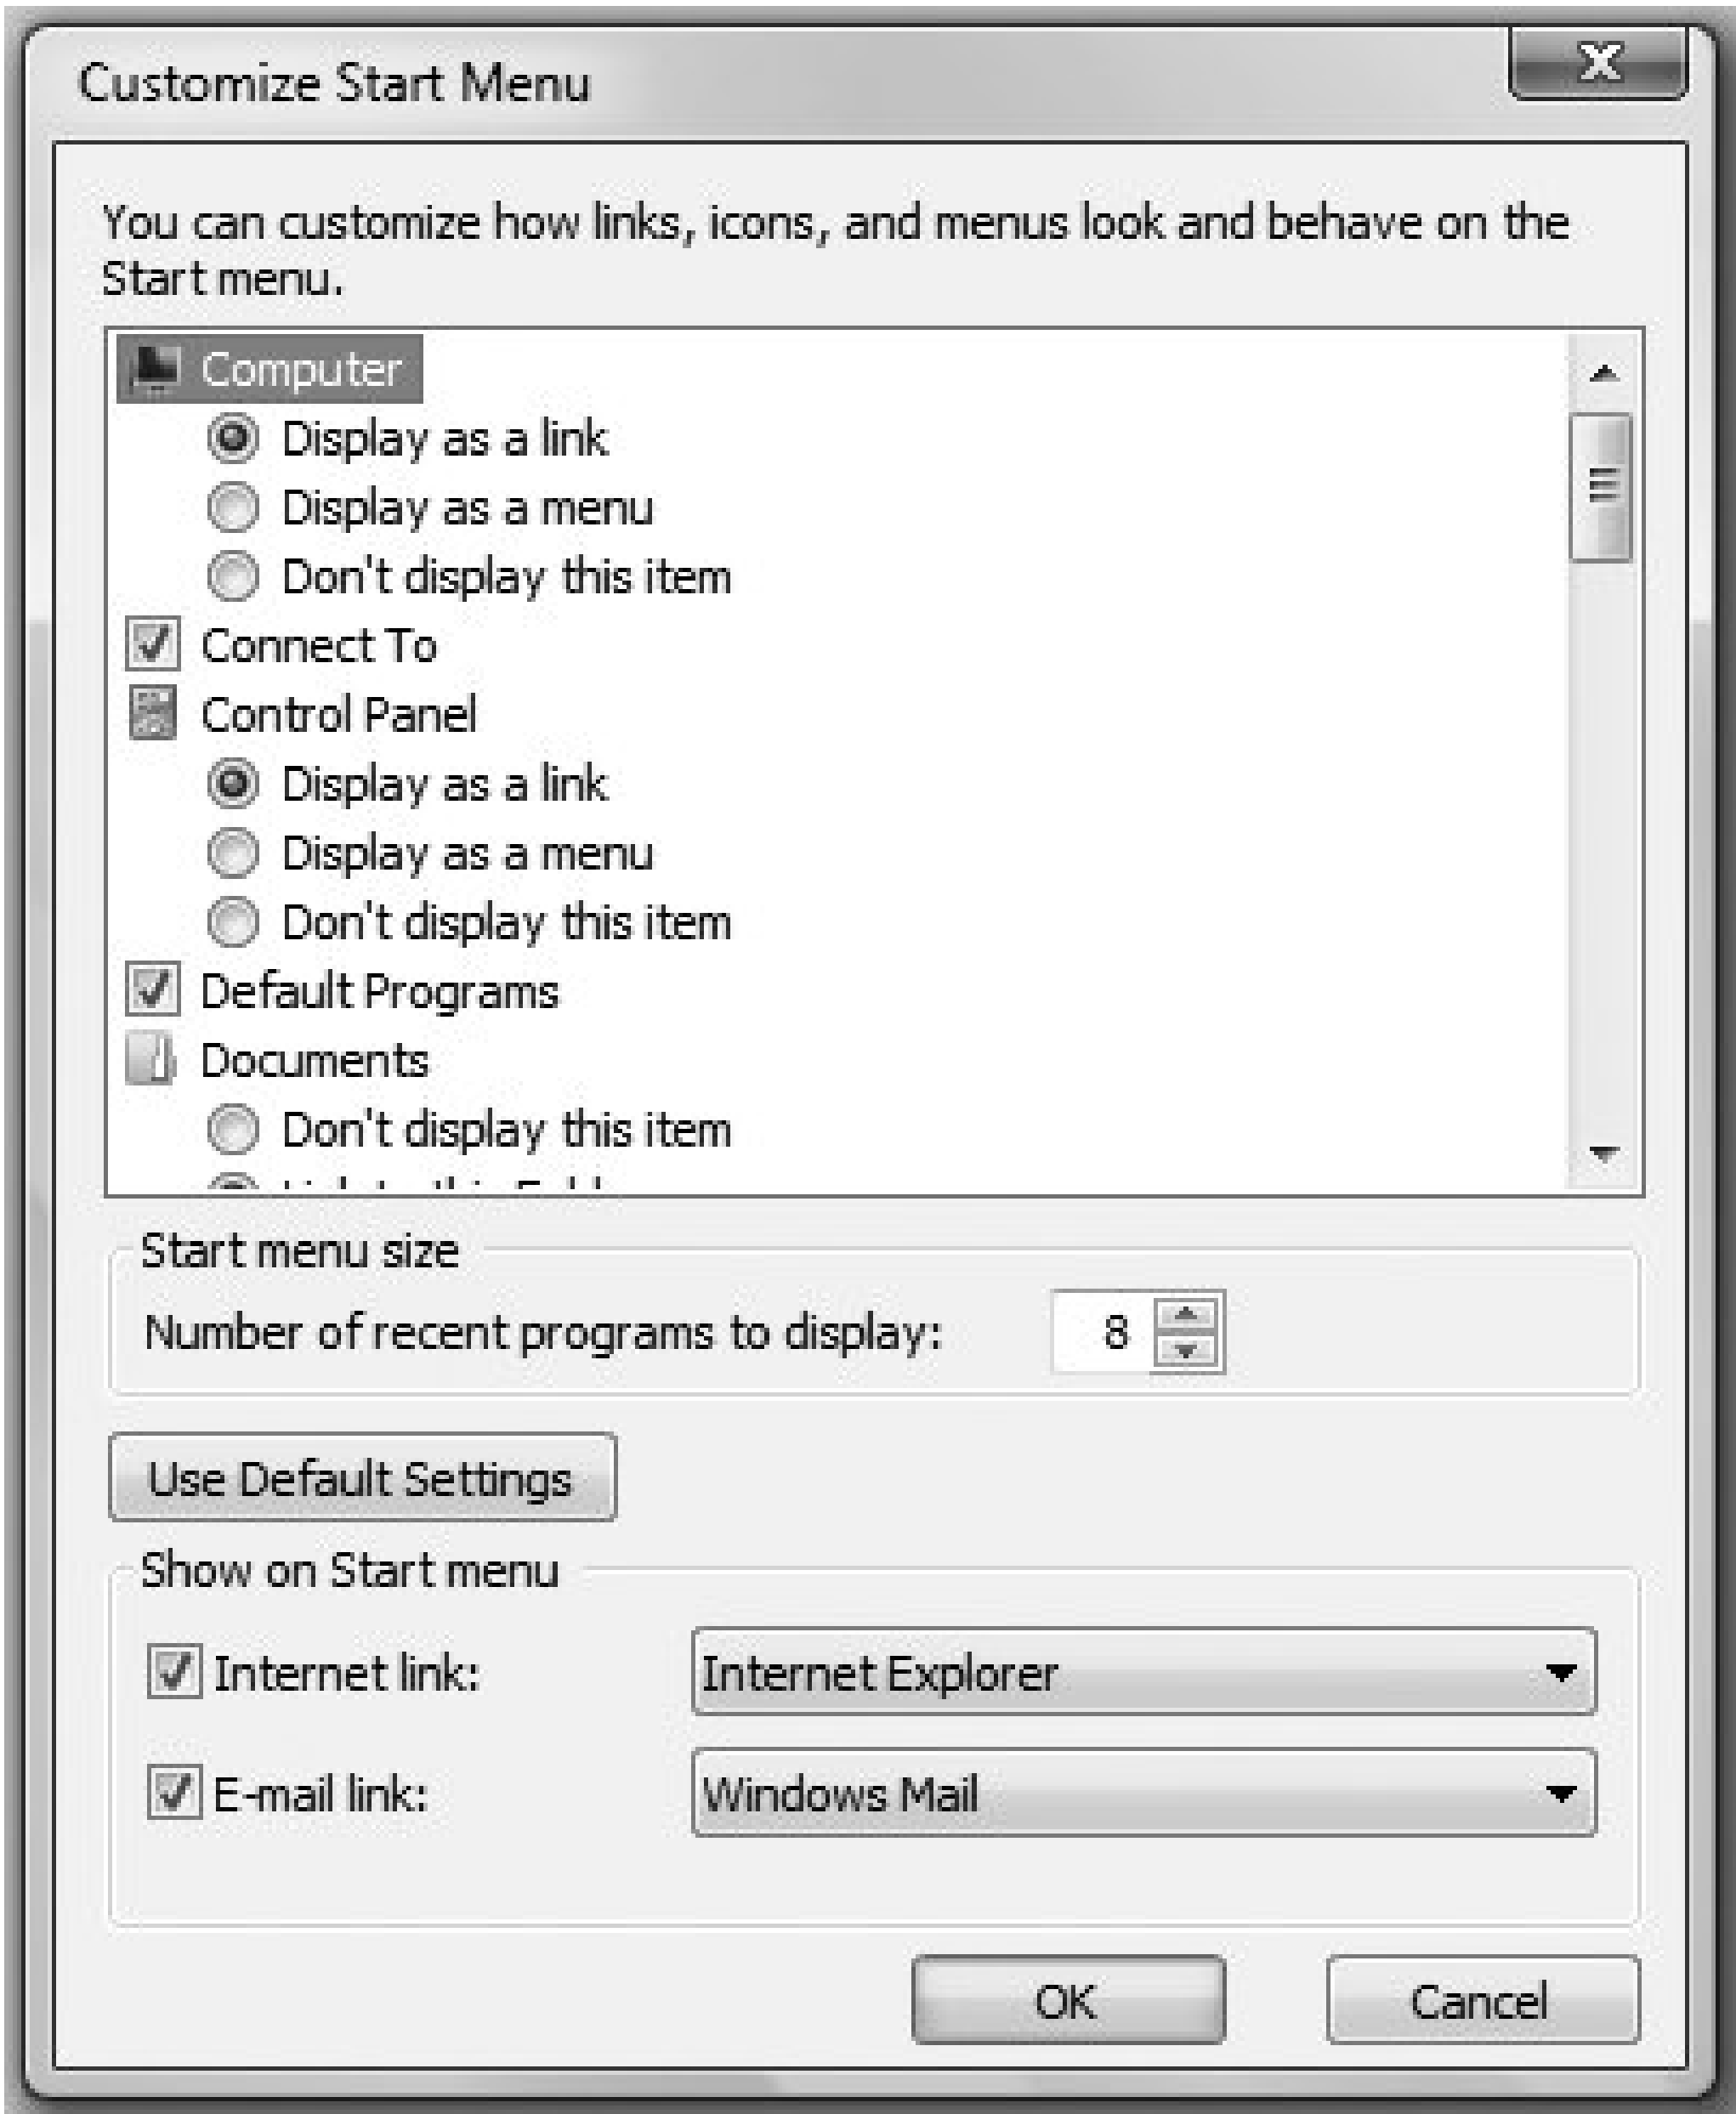 Customize Start Menu
You can customize how links, icons, and menus look and behave on the
Start menu.
Computer
Display as a link
Display as a menu
Don't display this item
Connect To
Control Panel
Display as a link
Display as a menu
Don't display this item
Default Programs
Documents
Don't display this item
Start menu size
Number of recent programs to display: 8
Use Default Settings
Show on Start menu
Internet link: Internet Explorer
E-mail link: Windows Mail
OK Cancel